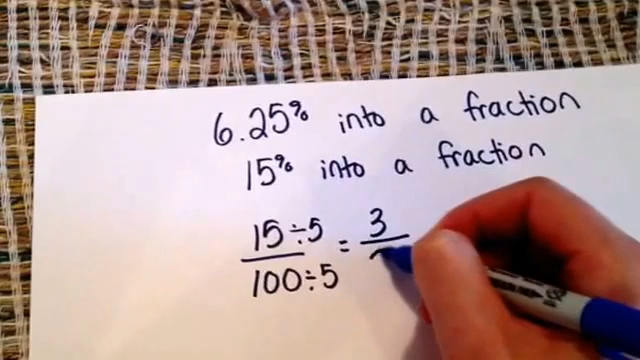 6.25% into a fraction
15% into a fraction
15÷5 = 3
100÷5